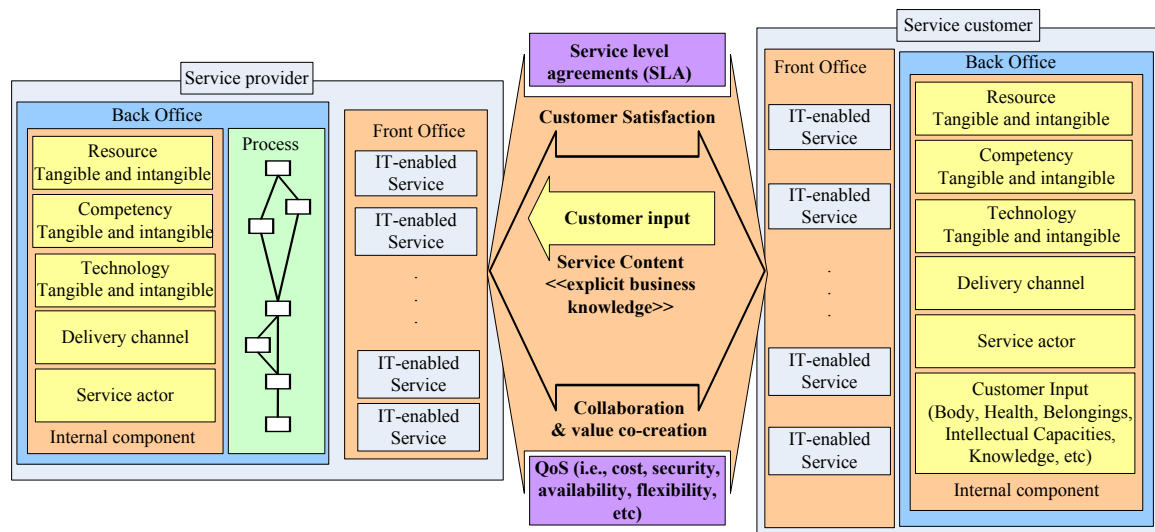 Service provider
Back Office
Resource
Tangible and intangible
Competency
Tangible and intangible
Technology
Tangible and intangible
Delivery channel
Service actor
Internal component
Process
Front Office
IT-enabled
Service
IT-enabled
Service
.
.
.
IT-enabled
Service
IT-enabled
Service
Service level
agreements (SLA)
Customer Satisfaction
Customer input
Service Content
<<explicit business
knowledge>>
Collaboration
& value co-creation
QoS (i.e., cost, security,
availability, flexibility,
etc)
Service customer
Front Office
IT-enabled
Service
IT-enabled
Service
.
.
.
IT-enabled
Service
IT-enabled
Service
Back Office
Resource
Tangible and intangible
Competency
Tangible and intangible
Technology
Tangible and intangible
Delivery channel
Service actor
Customer Input
(Body, Health, Belongings,
Intellectual Capacities,
Knowledge, etc)
Internal component